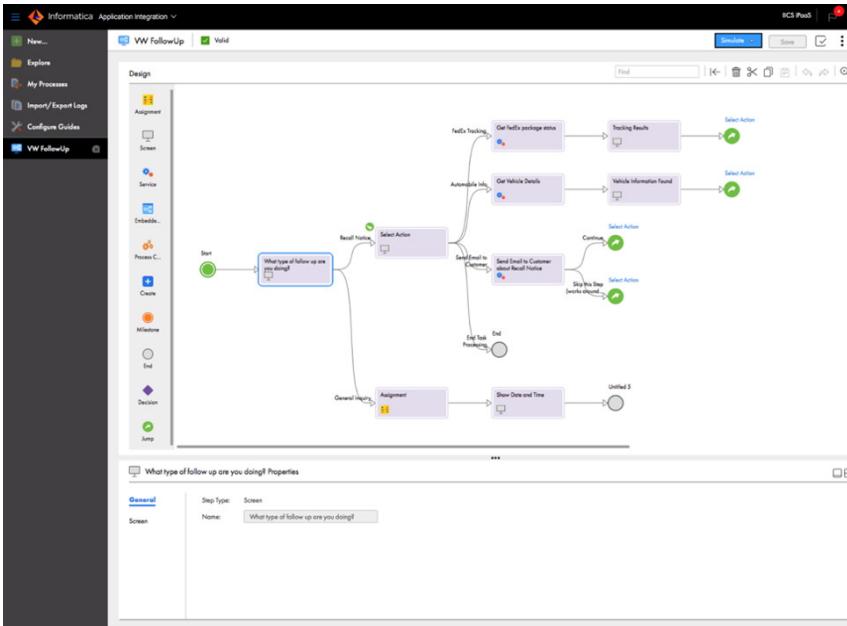 Informatica Application Integration
IICS iPaaS
New...
Explore
My Processes
Import/Export Logs
Configure Guides
VW FollowUp
VW FollowUp
Valid
Simulate
Save
Design
Find
Assignment
Screen
Service
Embedde...
Process C...
Create
Milestone
End
Decision
Jump
Start
What type of follow up are
you doing?
Recall Notice
General Inquiry
Select Action
FedEx Tracking
Get FedEx package status
Tracking Results
Select Action
Automobile Info
Get Vehicle Details
Vehicle Information Found
Select Action
Send Email to
Customer
Send Email to Customer
about Recall Notice
Continue
Select Action
Skip this Step
(works around...
Select Action
End Task
Processing
End
Assignment
Show Date and Time
Untitled 5
What type of follow up are you doing? Properties
General
Screen
Step Type:
Screen
Name:
What type of follow up are you doing?